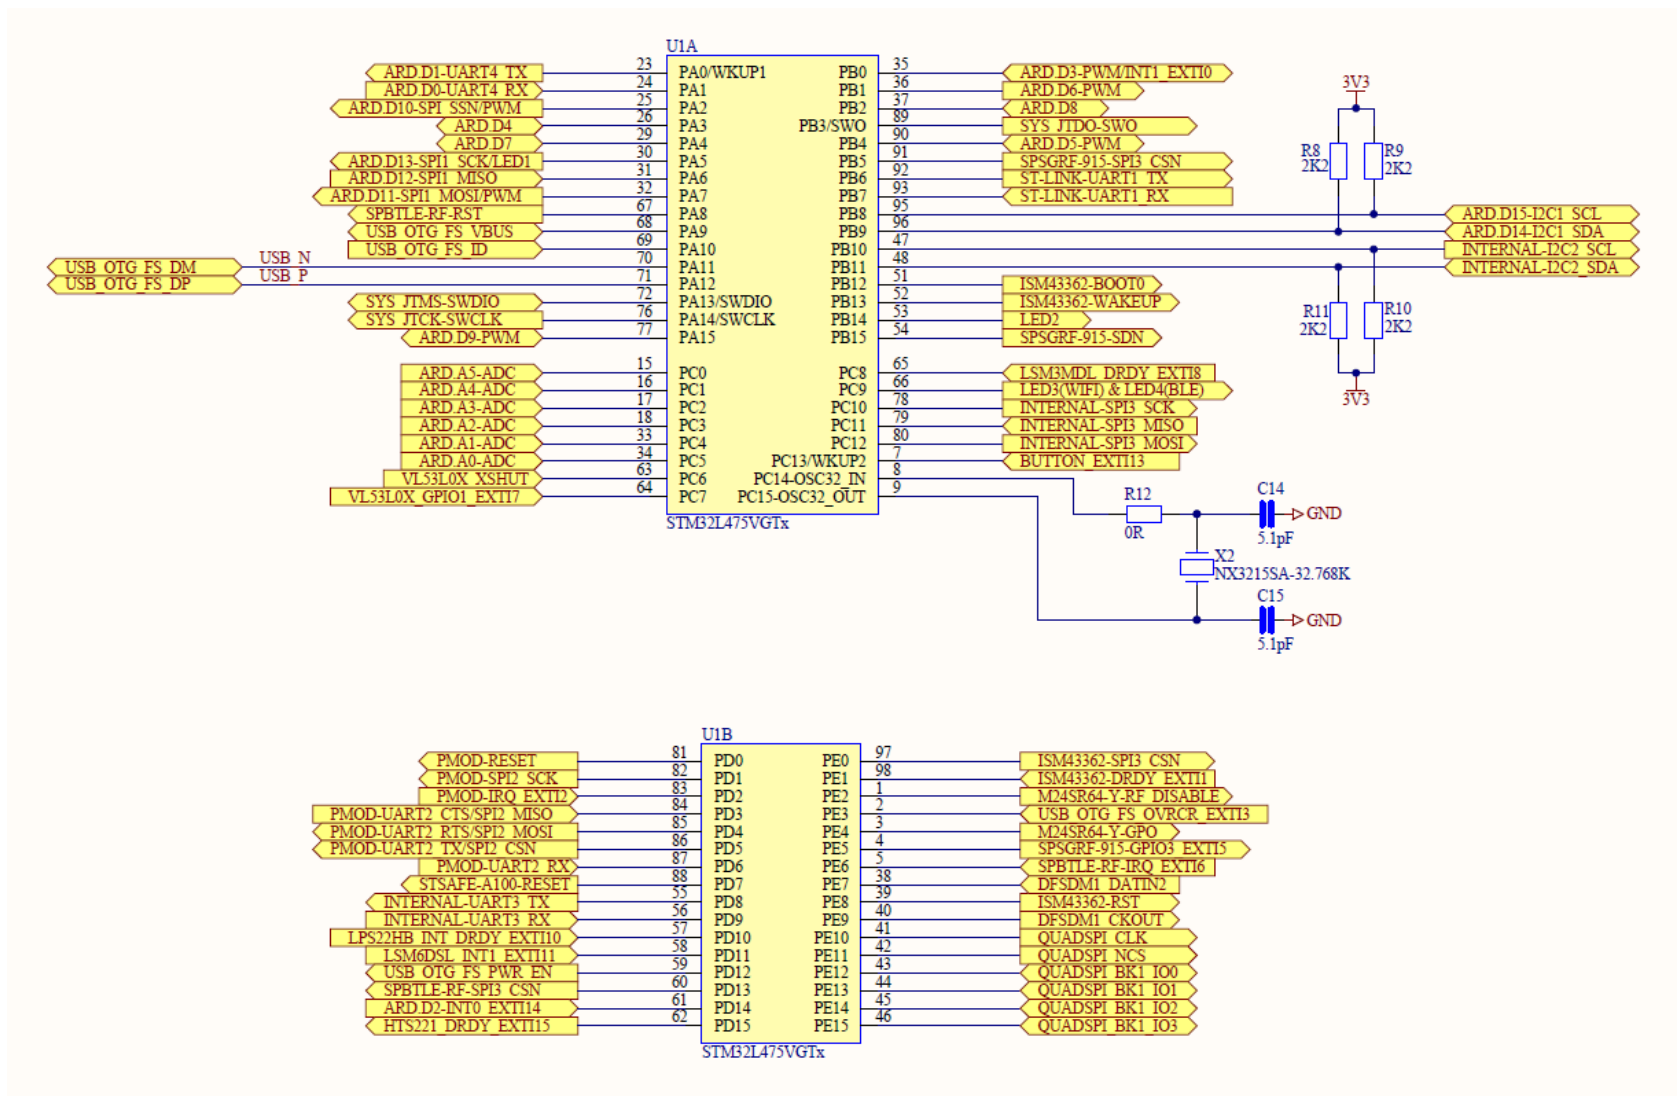 U1A
ARD.D1-UART4_TX 23 PA0/WKUP1 PB0 35 ARD.D3-PWM/INT1_EXTI0
ARD.D0-UART4_RX 24 PA1 PB1 36 ARD.D6-PWM
ARD.D10-SPI_SSN/PWM 25 PA2 PB2 37 ARD.D8
ARD.D4 26 PA3 PB3/SWO 89 SYS_JTDO-SWO
ARD.D7 29 PA4 PB4 90 ARD.D5-PWM
ARD.D13-SPI1_SCK/LED1 30 PA5 PB5 91 SPSGRF-915-SPI3_CSN
ARD.D12-SPI1_MISO 31 PA6 PB6 92 ST-LINK-UART1_TX
ARD.D11-SPI1_MOSI/PWM 32 PA7 PB7 93 ST-LINK-UART1_RX
SPBTLE-RF-RST 67 PA8 PB8 95 ARD.D15-I2C1_SCL
USB_OTG_FS_VBUS 68 PA9 PB9 96 ARD.D14-I2C1_SDA
USB_OTG_FS_ID 69 PA10 PB10 47 INTERNAL-I2C2_SCL
USB_OTG_FS_DM USB_N 70 PA11 PB11 48 INTERNAL-I2C2_SDA
USB_OTG_FS_DP USB_P 71 PA12 PB12 51 ISM43362-BOOT0
SYS_JTMS-SWDIO 72 PA13/SWDIO PB13 52 ISM43362-WAKEUP
SYS_JTCK-SWCLK 76 PA14/SWCLK PB14 53 LED2
ARD.D9-PWM 77 PA15 PB15 54 SPSGRF-915-SDN
ARD.A5-ADC 15 PC0 PC8 65 LSM3MDL_DRDY_EXTI8
ARD.A4-ADC 16 PC1 PC9 66 LED3(WIFI) & LED4(BLE)
ARD.A3-ADC 17 PC2 PC10 78 INTERNAL-SPI3_SCK
ARD.A2-ADC 18 PC3 PC11 79 INTERNAL-SPI3_MISO
ARD.A1-ADC 33 PC4 PC12 80 INTERNAL-SPI3_MOSI
ARD.A0-ADC 34 PC5 PC13/WKUP2 7 BUTTON_EXTI13
VL53L0X_XSHUT 63 PC6 PC14-OSC32_IN 8
VL53L0X_GPIO1_EXTI7 64 PC7 PC15-OSC32_OUT 9
STM32L475VGTx
3V3
R8 R9
2K2 2K2
R11 R10
2K2 2K2
3V3
R12
0R
C14
GND
5.1pF
X2
NX3215SA-32.768K
C15
GND
5.1pF
U1B
PMOD-RESET 81 PD0 PE0 97 ISM43362-SPI3_CSN
PMOD-SPI2_SCK 82 PD1 PE1 98 ISM43362-DRDY_EXTI1
PMOD-IRQ_EXTI2 83 PD2 PE2 1 M24SR64-Y-RF_DISABLE
PMOD-UART2_CTS/SPI2_MISO 84 PD3 PE3 2 USB_OTG_FS_OVRCR_EXTI3
PMOD-UART2_RTS/SPI2_MOSI 85 PD4 PE4 3 M24SR64-Y-GPO
PMOD-UART2_TX/SPI2_CSN 86 PD5 PE5 4 SPSGRF-915-GPIO3_EXTI5
PMOD-UART2_RX 87 PD6 PE6 5 SPBTLE-RF-IRQ_EXTI6
STSAFE-A100-RESET 88 PD7 PE7 38 DFSDM1_DATIN2
INTERNAL-UART3_TX 55 PD8 PE8 39 ISM43362-RST
INTERNAL-UART3_RX 56 PD9 PE9 40 DFSDM1_CKOUT
LPS22HB_INT_DRDY_EXTI10 57 PD10 PE10 41 QUADSPI_CLK
LSM6DSL_INT1_EXTI11 58 PD11 PE11 42 QUADSPI_NCS
USB_OTG_FS_PWR_EN 59 PD12 PE12 43 QUADSPI_BK1_IO0
SPBTLE-RF-SPI3_CSN 60 PD13 PE13 44 QUADSPI_BK1_IO1
ARD.D2-INT0_EXTI14 61 PD14 PE14 45 QUADSPI_BK1_IO2
HTS221_DRDY_EXTI15 62 PD15 PE15 46 QUADSPI_BK1_IO3
STM32L475VGTx